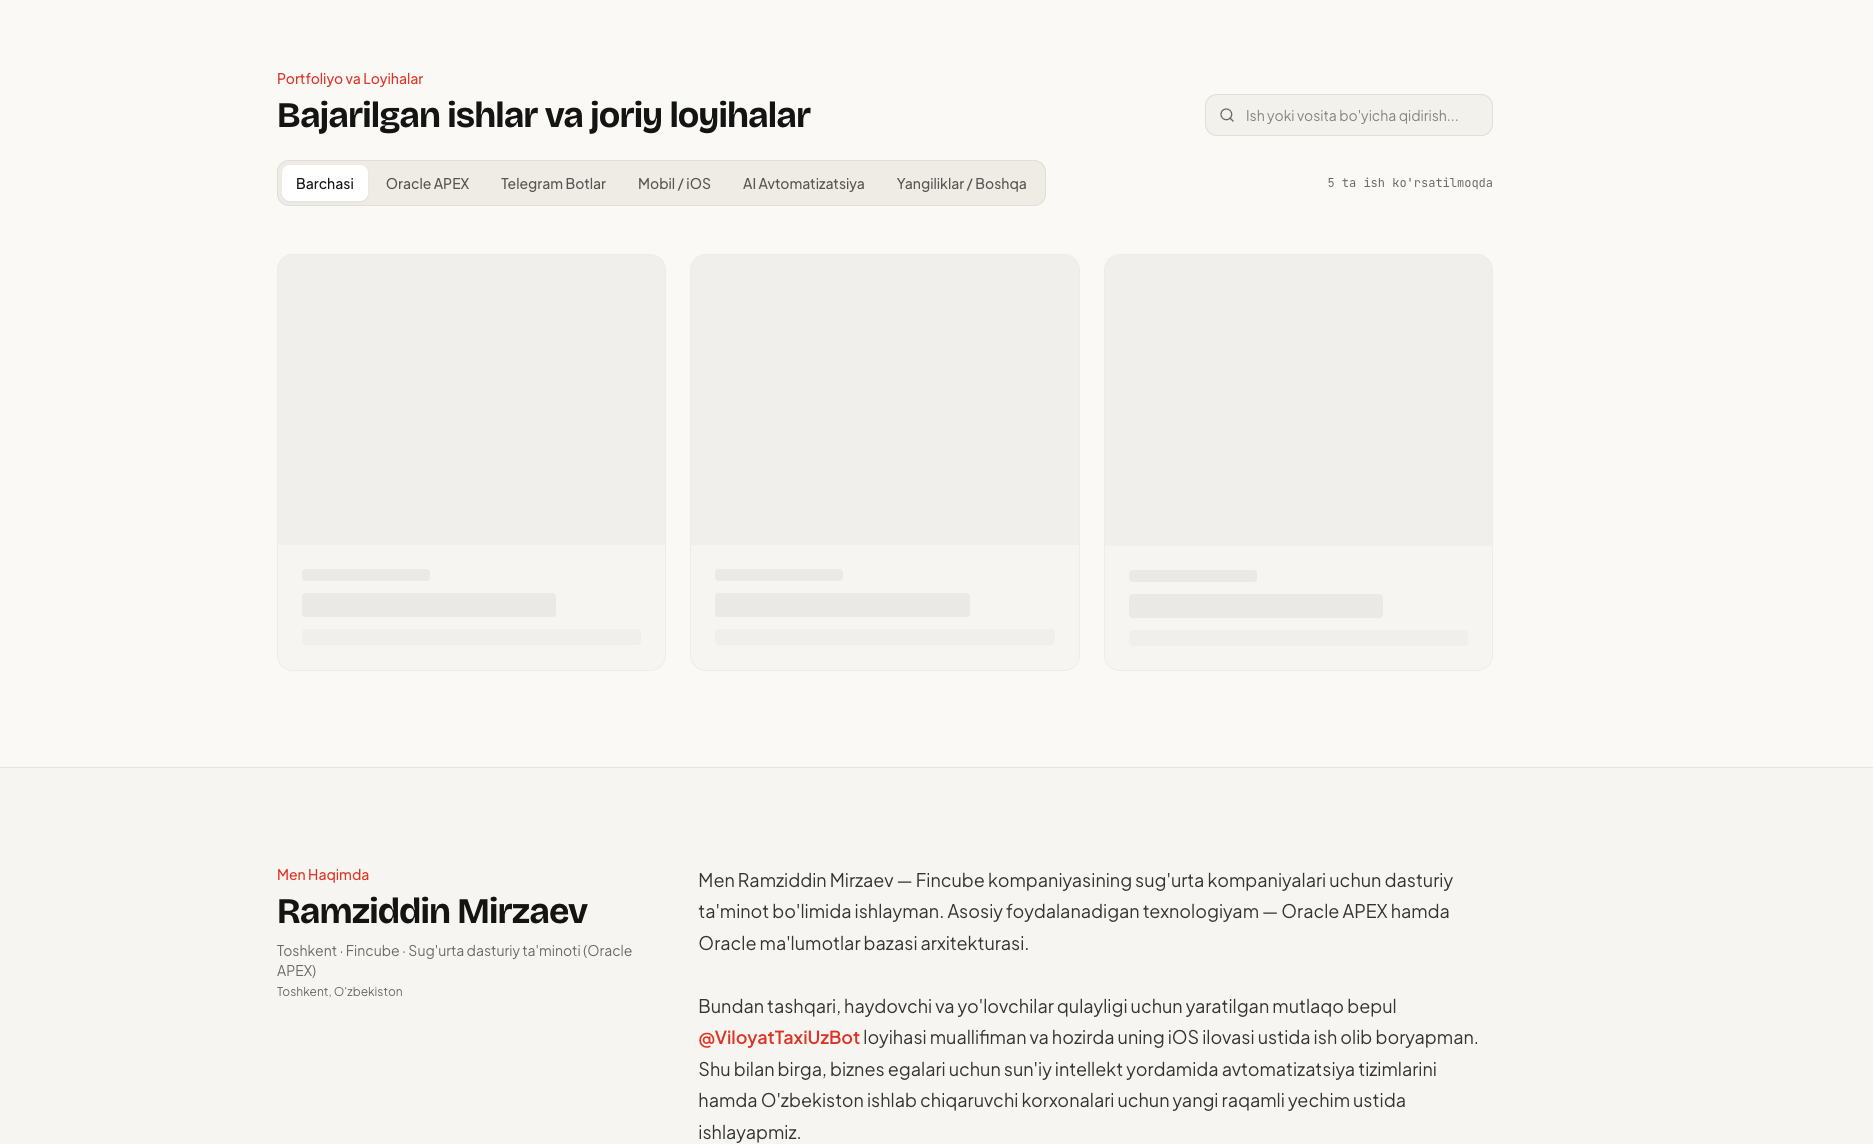 Portfoliyo va Loyihalar
Bajarilgan ishlar va joriy loyihalar
Ish yoki vosita bo'yicha qidirish...
Barchasi
Oracle APEX
Telegram Botlar
Mobil / iOS
AI Avtomatizatsiya
Yangiliklar / Boshqa
5 ta ish ko'rsatilmoqda
Men Haqimda
Ramziddin Mirzaev
Toshkent · Fincube · Sug'urta dasturiy ta'minoti (Oracle
APEX)
Toshkent, O'zbekiston
Men Ramziddin Mirzaev — Fincube kompaniyasining sug'urta kompaniyalari uchun dasturiy
ta'minot bo'limida ishlayman. Asosiy foydalanadigan texnologiyam — Oracle APEX hamda
Oracle ma'lumotlar bazasi arxitekturasi.
Bundan tashqari, haydovchi va yo'lovchilar qulayligi uchun yaratilgan mutlaqo bepul
@ViloyatTaxiUzBot loyihasi muallifiman va hozirda uning iOS ilovasi ustida ish olib boryapman.
Shu bilan birga, biznes egalari uchun sun'iy intellekt yordamida avtomatizatsiya tizimlarini
hamda O'zbekiston ishlab chiqaruvchi korxonalari uchun yangi raqamli yechim ustida
ishlayapmiz.